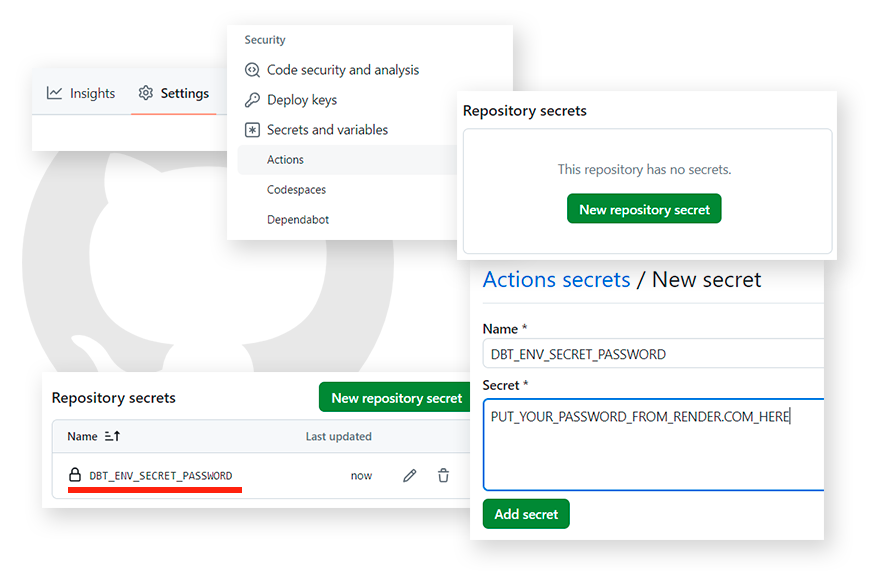 Insights
Settings
Security
Code security and analysis
Deploy keys
Secrets and variables
Actions
Codespaces
Dependabot
Repository secrets
This repository has no secrets.
New repository secret
Actions secrets / New secret
Name *
DBT_ENV_SECRET_PASSWORD
Secret *
PUT_YOUR_PASSWORD_FROM_RENDER.COM_HERE
Add secret
Repository secrets
New repository secret
Name
Last updated
DBT_ENV_SECRET_PASSWORD
now